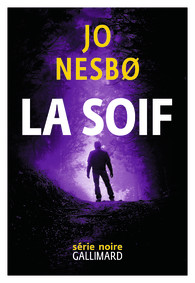 JO
NESBØ
LA SOIF
série noire
GALLIMARD